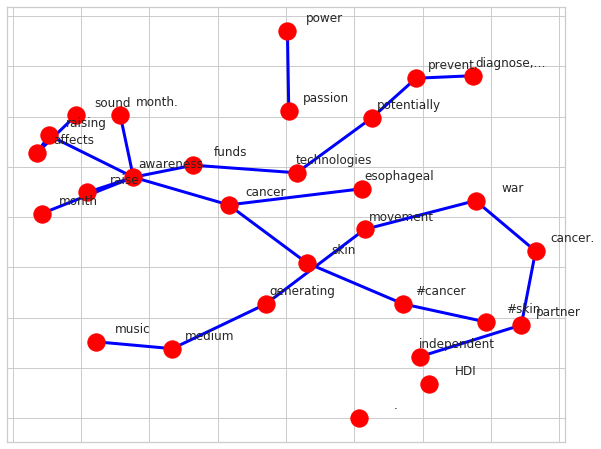 power
prevent
diagnose,...
passion
potentially
sound
month.
raising
affects
funds
technologies
awareness
raise
cancer
esophageal
month
war
movement
cancer.
skin
generating
#cancer
#skin
partner
music
medium
independent
HDI
.